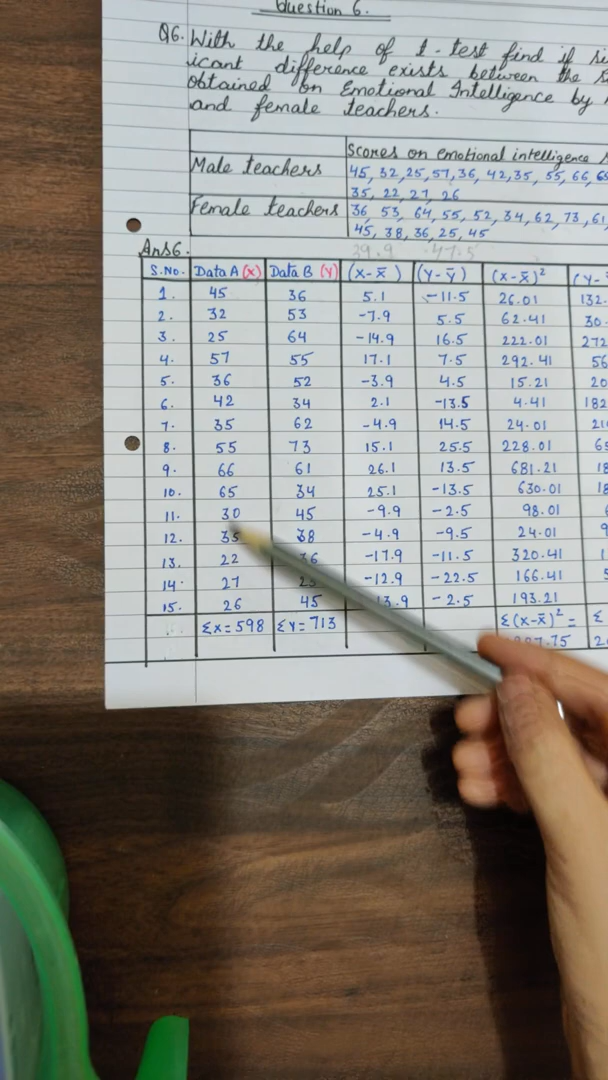 Question 6.
Q6. With the help of t-test find if
icant difference exists between the
obtained on Emotional Intelligence by
and female teachers.
Scores on emotional intelligence
Male teachers 45, 32, 25, 57, 36, 42, 35, 55, 66,
35, 22, 27, 26
Female teachers 36, 53, 64, 55, 52, 34, 62, 73, 61,
45, 38, 36, 25, 45
39.9 47.5
Ans6.
S.No. Data A (X) Data B (Y) (X-x̄) (Y-ȳ) (X-x̄)² (Y-
1. 45 36 5.1 -11.5 26.01 132.
2. 32 53 -7.9 5.5 62.41 30.
3. 25 64 -14.9 16.5 222.01 272
4. 57 55 17.1 7.5 292.41 56
5. 36 52 -3.9 4.5 15.21 20
6. 42 34 2.1 -13.5 4.41 182
7. 35 62 -4.9 14.5 24.01 21
8. 55 73 15.1 25.5 228.01 65
9. 66 61 26.1 13.5 681.21 18
10. 65 34 25.1 -13.5 630.01 18
11. 30 45 -9.9 -2.5 98.01
12. 35 38 -4.9 -9.5 24.01
13. 22 -17.9 -11.5 320.41
14. 27 -12.9 -22.5 166.41
15. 26 45 13.9 -2.5 193.21
Σx=598 Σy=713 Σ(x-x̄)²= Σ